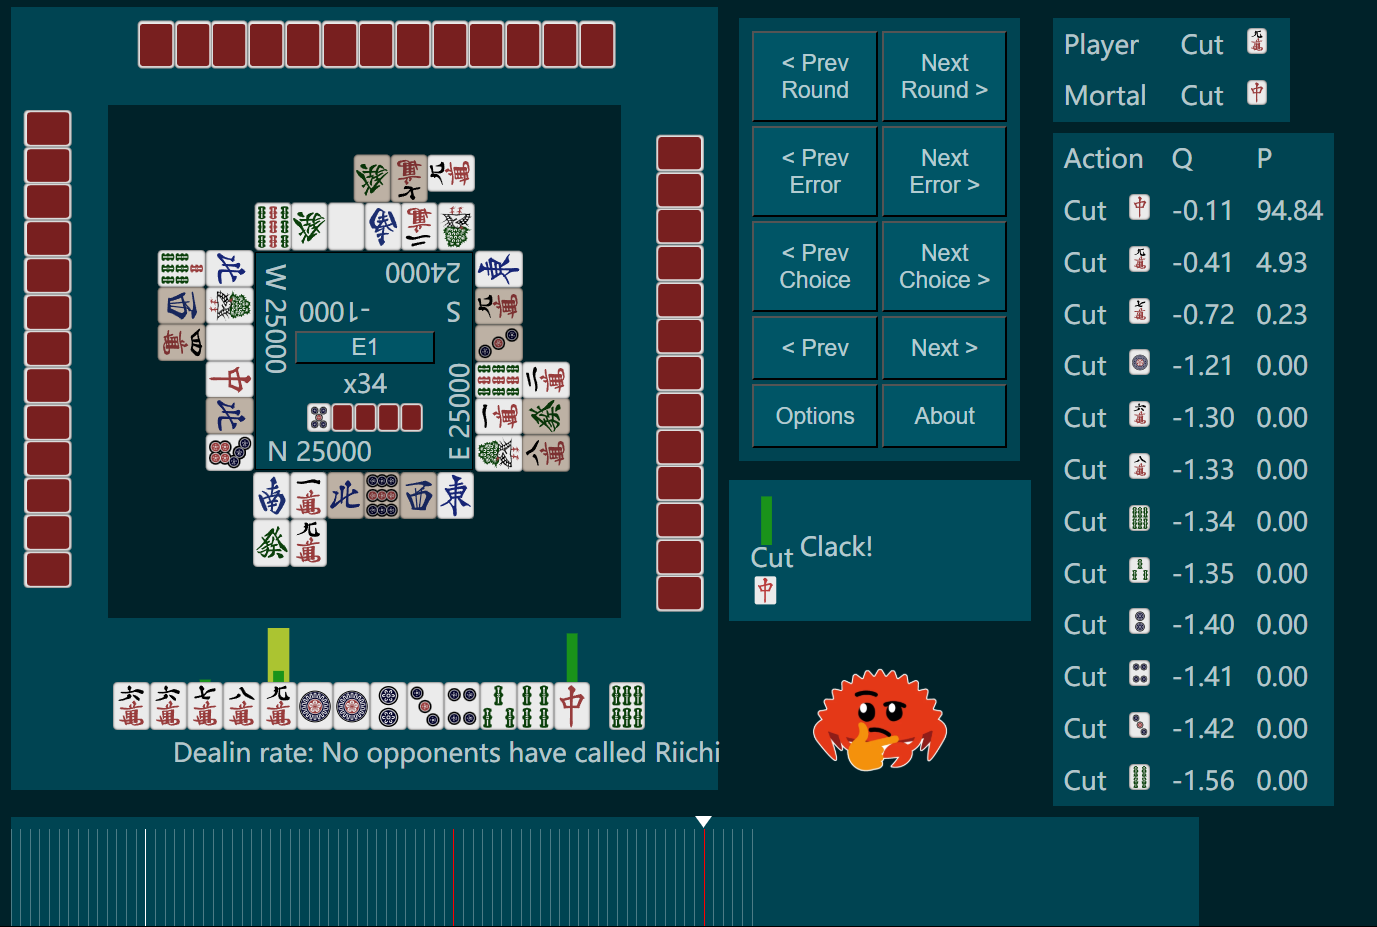 W 25000
24000
-1000
S
E1
x34
N 25000
E 25000
Dealin rate: No opponents have called Riichi
< Prev
Round
Next
Round >
< Prev
Error
Next
Error >
< Prev
Choice
Next
Choice >
< Prev
Next >
Options
About
Cut
Clack!
Player Cut
Mortal Cut
Action Q P
Cut -0.11 94.84
Cut -0.41 4.93
Cut -0.72 0.23
Cut -1.21 0.00
Cut -1.30 0.00
Cut -1.33 0.00
Cut -1.34 0.00
Cut -1.35 0.00
Cut -1.40 0.00
Cut -1.41 0.00
Cut -1.42 0.00
Cut -1.56 0.00